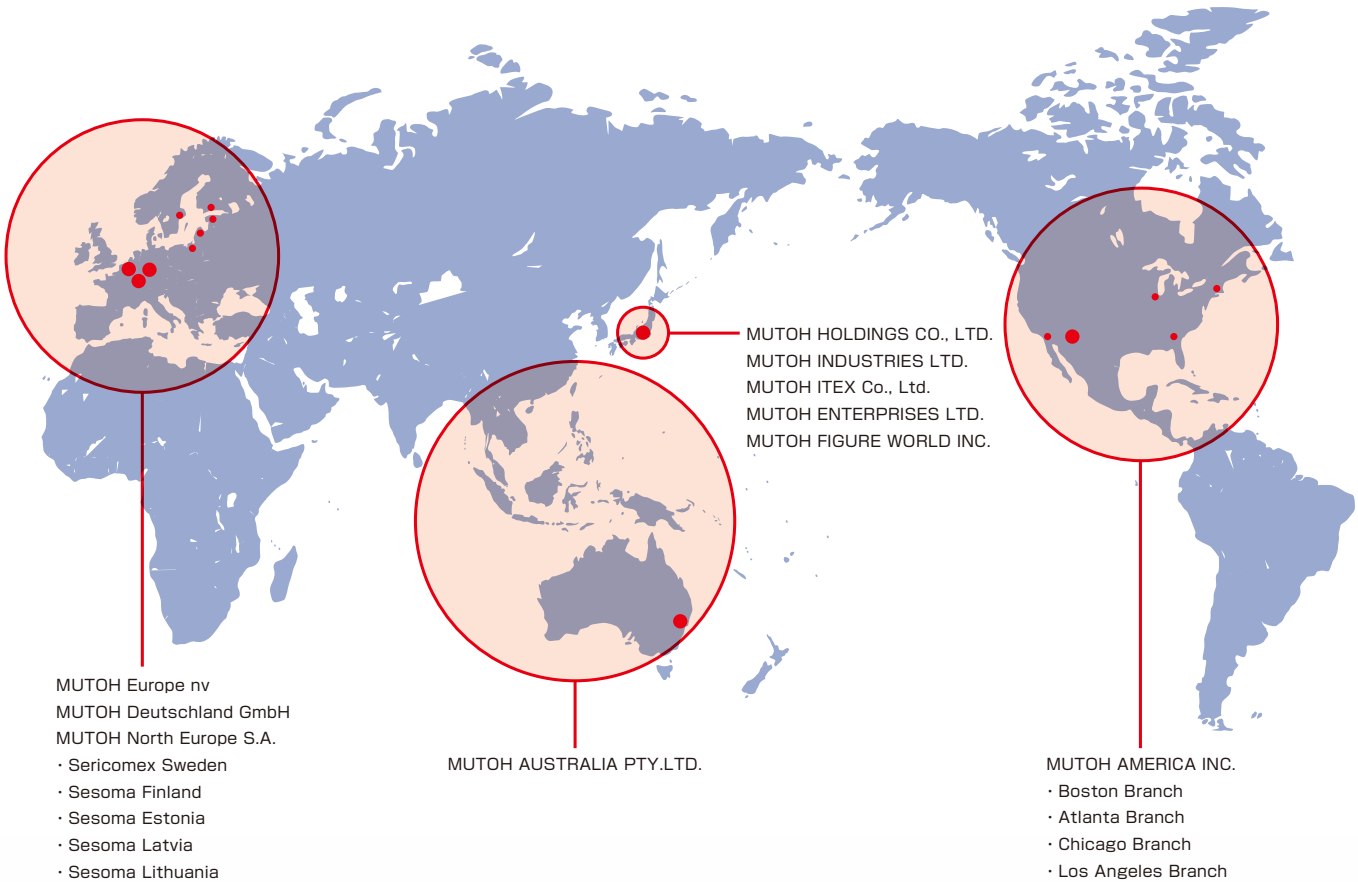 MUTOH HOLDINGS CO., LTD.
MUTOH INDUSTRIES LTD.
MUTOH ITEX Co., Ltd.
MUTOH ENTERPRISES LTD.
MUTOH FIGURE WORLD INC.
MUTOH Europe nv
MUTOH Deutschland GmbH
MUTOH North Europe S.A.
・Sericomex Sweden
・Sesoma Finland
・Sesoma Estonia
・Sesoma Latvia
・Sesoma Lithuania
MUTOH AUSTRALIA PTY.LTD.
MUTOH AMERICA INC.
・Boston Branch
・Atlanta Branch
・Chicago Branch
・Los Angeles Branch